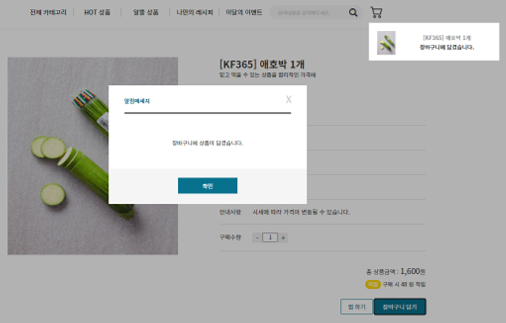 전체 카테고리 HOT 상품 알뜰 상품 나만의 레시피 이달의 이벤트
[KF365] 애호박 1개
장바구니에 담겼습니다.
[KF365] 애호박 1개
믿고 먹을 수 있는 상품을 합리적인 가격에
알림메세지 X
장바구니에 상품이 담겼습니다.
확인
안내사항 시세에 따라 가격이 변동될 수 있습니다.
구매수량 - 1 +
총 상품금액 : 1,600원
적립 구매 시 48 원 적립
찜 하기 장바구니 담기